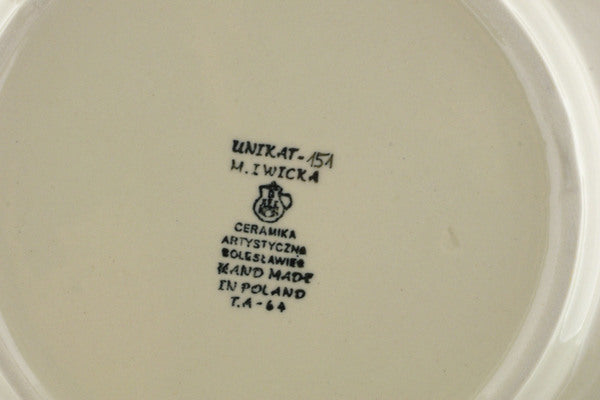 UNIKAT-151
M.IWICKA
CERAMIKA
ARTYSTYCZNA
BOLESŁAWIEC
HAND MADE
IN POLAND
T.A-64